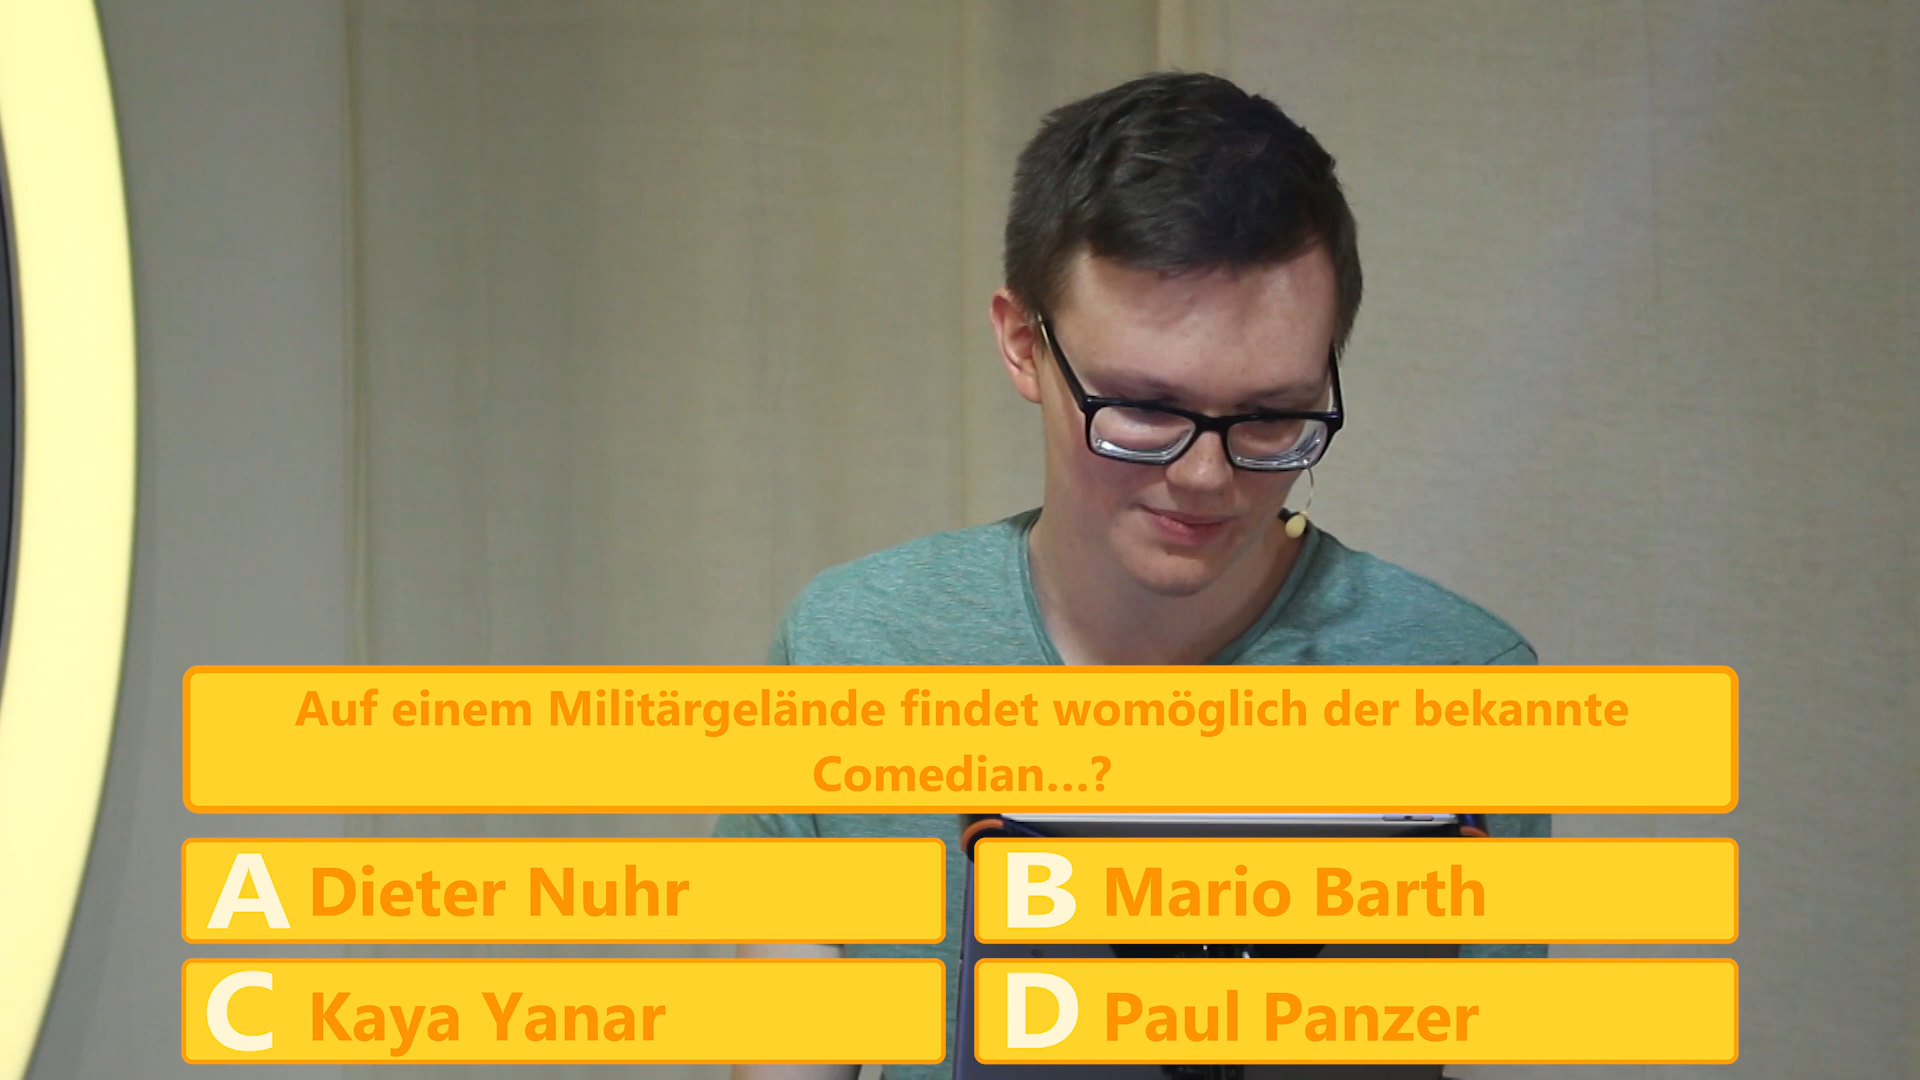 Auf einem Militärgelände findet womöglich der bekannte
Comedian...?
A Dieter Nuhr
B Mario Barth
C Kaya Yanar
D Paul Panzer